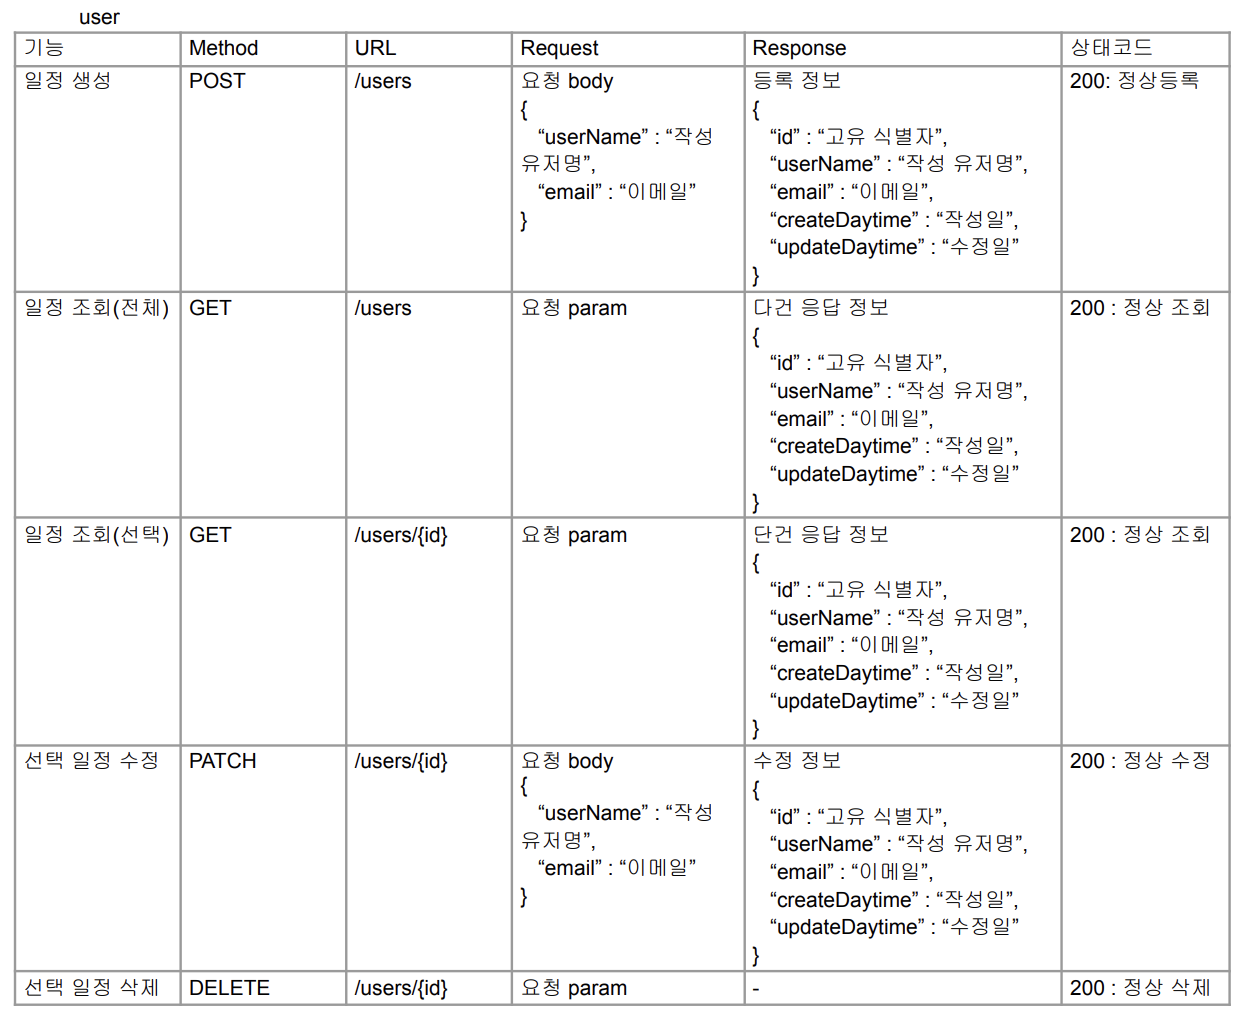 user
기능 Method URL Request Response 상태코드
일정 생성 POST /users 요청 body 등록 정보 200: 정상등록
{ {
“userName” : “작성 “id” : “고유 식별자”,
유저명”, “userName” : “작성 유저명”,
“email” : “이메일” “email” : “이메일”,
} “createDaytime” : “작성일”,
“updateDaytime” : “수정일”
}
일정 조회(전체) GET /users 요청 param 다건 응답 정보 200 : 정상 조회
{
“id” : “고유 식별자”,
“userName” : “작성 유저명”,
“email” : “이메일”,
“createDaytime” : “작성일”,
“updateDaytime” : “수정일”
}
일정 조회(선택) GET /users/{id} 요청 param 단건 응답 정보 200 : 정상 조회
{
“id” : “고유 식별자”,
“userName” : “작성 유저명”,
“email” : “이메일”,
“createDaytime” : “작성일”,
“updateDaytime” : “수정일”
}
선택 일정 수정 PATCH /users/{id} 요청 body 수정 정보 200 : 정상 수정
{ {
“userName” : “작성 “id” : “고유 식별자”,
유저명”, “userName” : “작성 유저명”,
“email” : “이메일” “email” : “이메일”,
} “createDaytime” : “작성일”,
“updateDaytime” : “수정일”
}
선택 일정 삭제 DELETE /users/{id} 요청 param - 200 : 정상 삭제